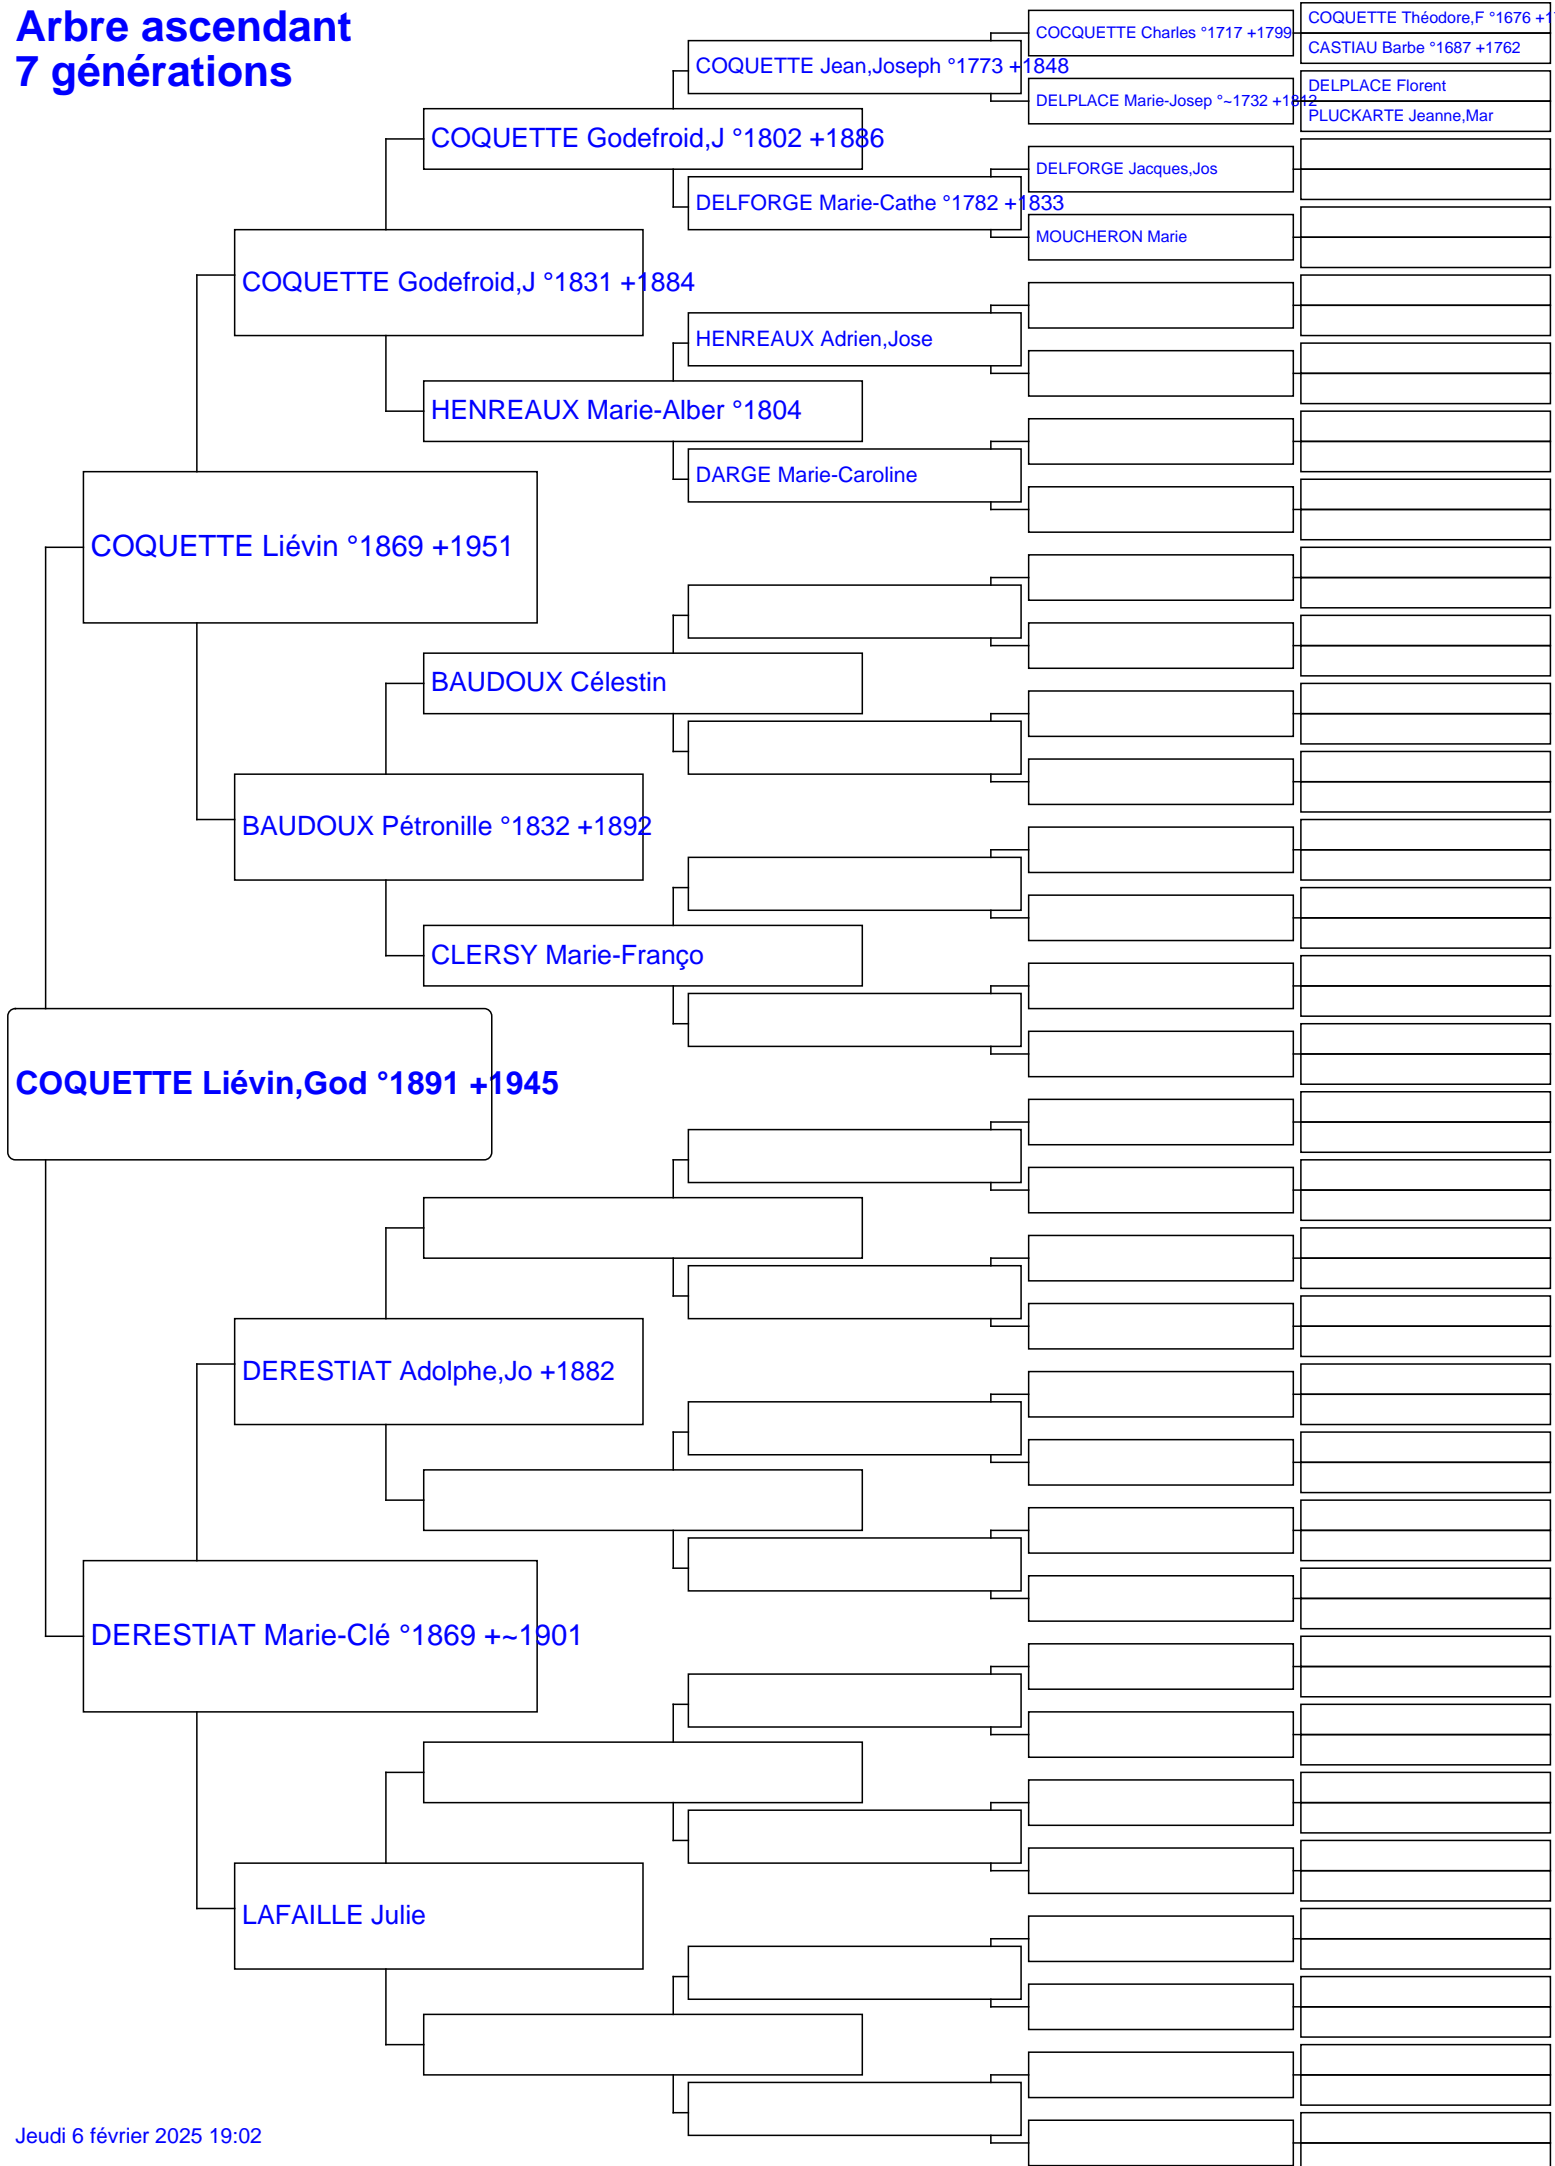 Arbre ascendant
7 générations
COQUETTE Théodore,F °1676 +1
COCQUETTE Charles °1717 +1799
CASTIAU Barbe °1687 +1762
COQUETTE Jean,Joseph °1773 +1848
DELPLACE Florent
DELPLACE Marie-Josep °~1732 +1812
PLUCKARTE Jeanne,Mar
COQUETTE Godefroid,J °1802 +1886
DELFORGE Jacques,Jos
DELFORGE Marie-Cathe °1782 +1833
MOUCHERON Marie
COQUETTE Godefroid,J °1831 +1884
HENREAUX Adrien,Jose
HENREAUX Marie-Alber °1804
DARGE Marie-Caroline
COQUETTE Liévin °1869 +1951
BAUDOUX Célestin
BAUDOUX Pétronille °1832 +1892
CLERSY Marie-Franço
COQUETTE Liévin,God °1891 +1945
DERESTIAT Adolphe,Jo +1882
DERESTIAT Marie-Clé °1869 +~1901
LAFAILLE Julie
Jeudi 6 février 2025 19:02